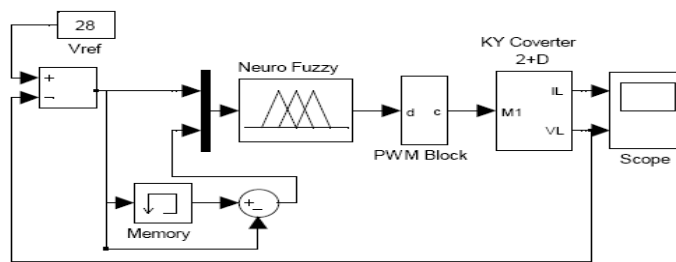 28
Vref
+
−
Neuro Fuzzy
KY Coverter
2+D
d c
PWM Block
M1
IL
VL
Scope
Memory
+
−